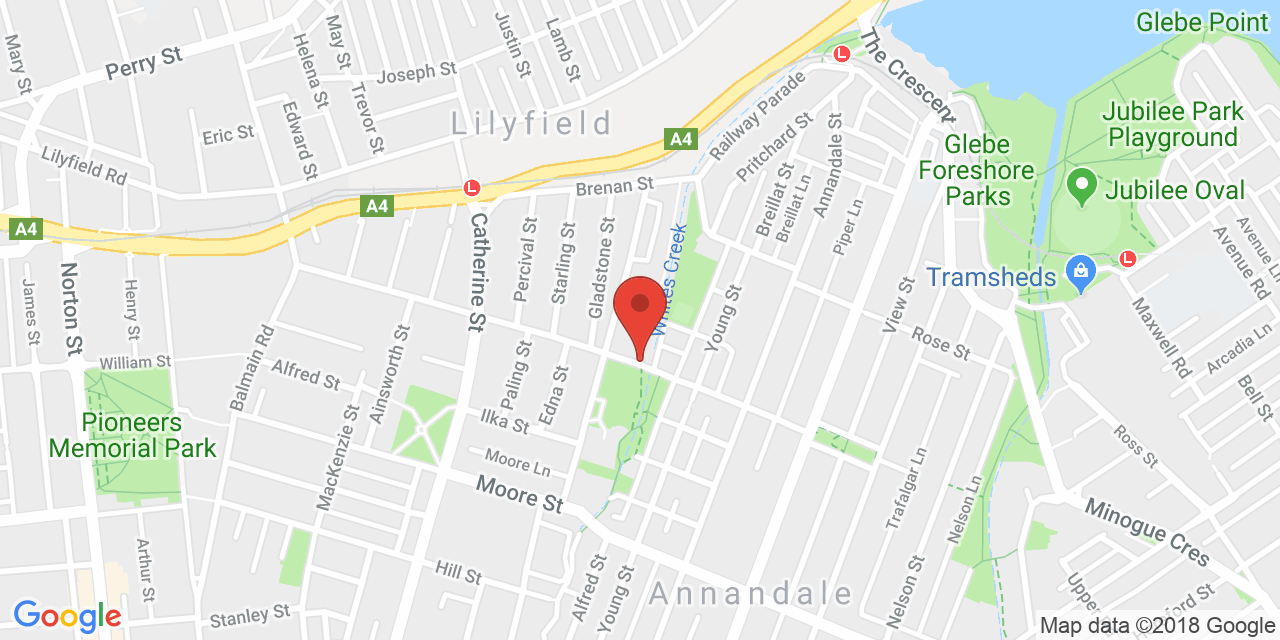 Glebe Point
Mary St
Perry St
Helena St
May St
Trevor St
Joseph St
Justin St
Lamb St
The Crescent
Railway Parade
Jubilee Park
Playground
Lilyfield
Eric St
Edward St
A4
Pritchard St
Annandale St
Glebe
Foreshore
Parks
Lilyfield Rd
Brenan St
Breillat St
Breillat Ln
Jubilee Oval
A4
A4
Catherine St
Percival St
Starling St
Gladstone St
Whites Creek
Piper Ln
Avenue Ln
Avenue Rd
Norton St
James St
Henry St
Tramsheds
View St
Young St
Maxwell Rd
Rose St
Arcadia Ln
William St
Balmain Rd
Alfred St
Ainsworth St
Paling St
Edna St
Bell St
Pioneers
Memorial Park
MacKenzie St
Ilka St
Ross St
Moore Ln
Moore St
Trafalgar Ln
Nelson Ln
Minogue Cres
Arthur St
Hill St
Alfred St
Young St
Annandale
Nelson St
Upper
Stanley St
Google
Map data ©2018 Google